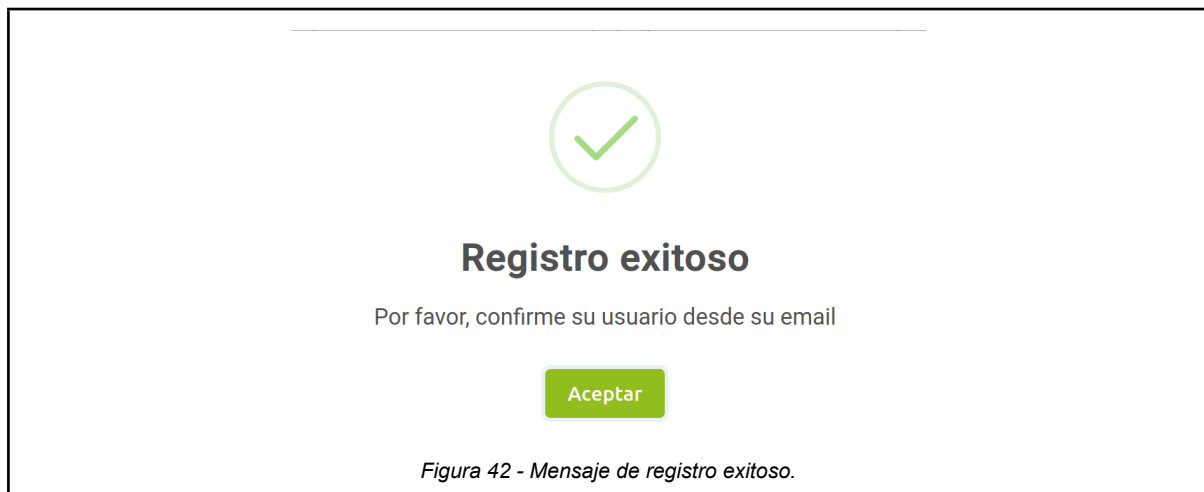 Registro exitoso
Por favor, confirme su usuario desde su email
Aceptar
Figura 42 - Mensaje de registro exitoso.